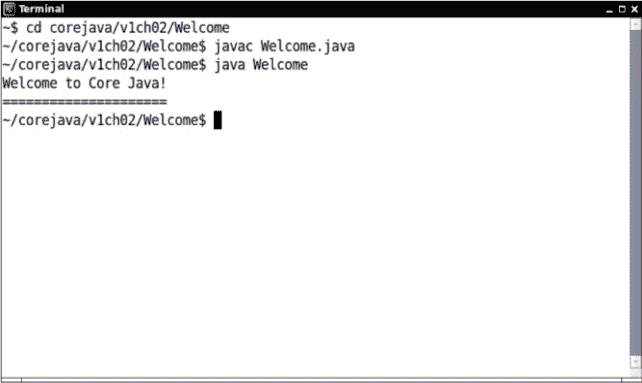 Terminal
~$ cd corejava/v1ch02/Welcome
~/corejava/v1ch02/Welcome$ javac Welcome.java
~/corejava/v1ch02/Welcome$ java Welcome
Welcome to Core Java!
=====================
~/corejava/v1ch02/Welcome$